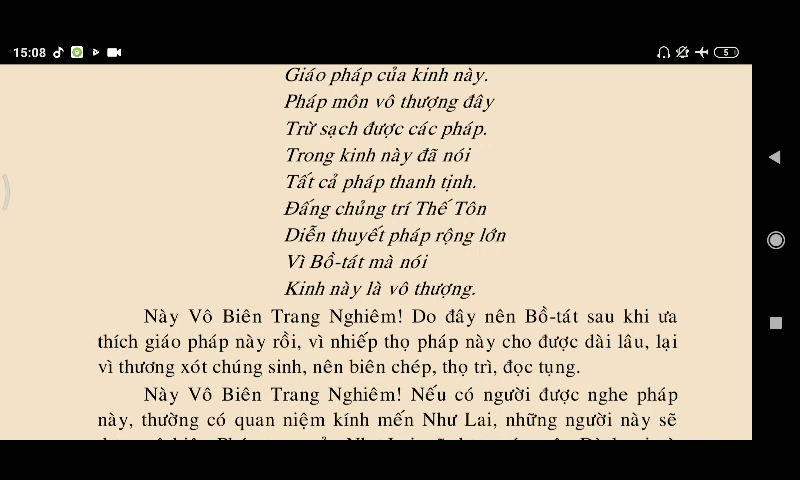 15:08
5
Giáo pháp của kinh này.
Pháp môn vô thượng đây
Trừ sạch được các pháp.
Trong kinh này đã nói
Tất cả pháp thanh tịnh.
Đấng chủng trí Thế Tôn
Diễn thuyết pháp rộng lớn
Vì Bồ-tát mà nói
Kinh này là vô thượng.
Này Vô Biên Trang Nghiêm! Do đây nên Bồ-tát sau khi ưa
thích giáo pháp này rồi, vì nhiếp thọ pháp này cho được dài lâu, lại
vì thương xót chúng sinh, nên biên chép, thọ trì, đọc tụng.
Này Vô Biên Trang Nghiêm! Nếu có người được nghe pháp
này, thường có quan niệm kính mến Như Lai, những người này sẽ